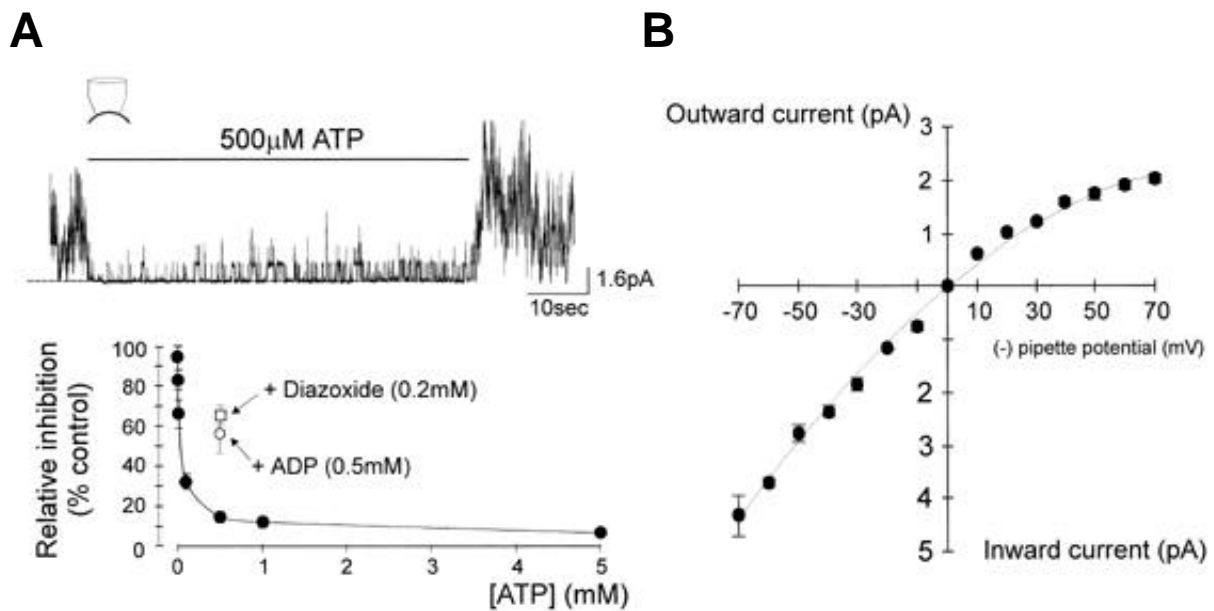 A
500μM ATP
1.6pA
10sec
Relative inhibition
(% control)
100
80
60
40
20
0
+ Diazoxide (0.2mM)
+ ADP (0.5mM)
0 1 2 3 4 5
[ATP] (mM)
B
Outward current (pA)
3
2
1
-70 -50 -30 10 30 50 70
(-) pipette potential (mV)
2
3
4
5
Inward current (pA)